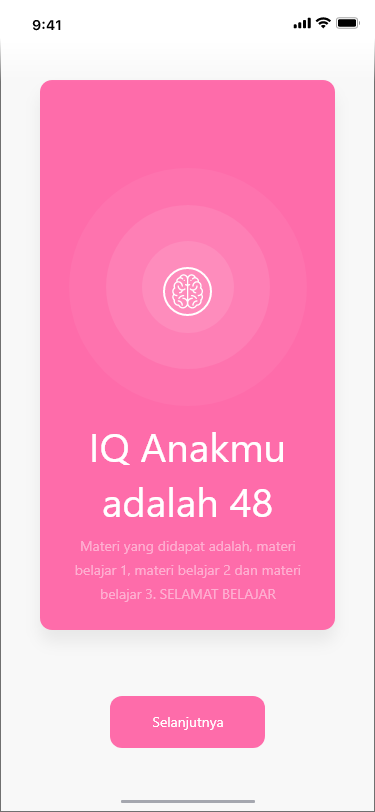 9:41
IQ Anakmu
adalah 48
Materi yang didapat adalah, materi
belajar 1, materi belajar 2 dan materi
belajar 3. SELAMAT BELAJAR
Selanjutnya